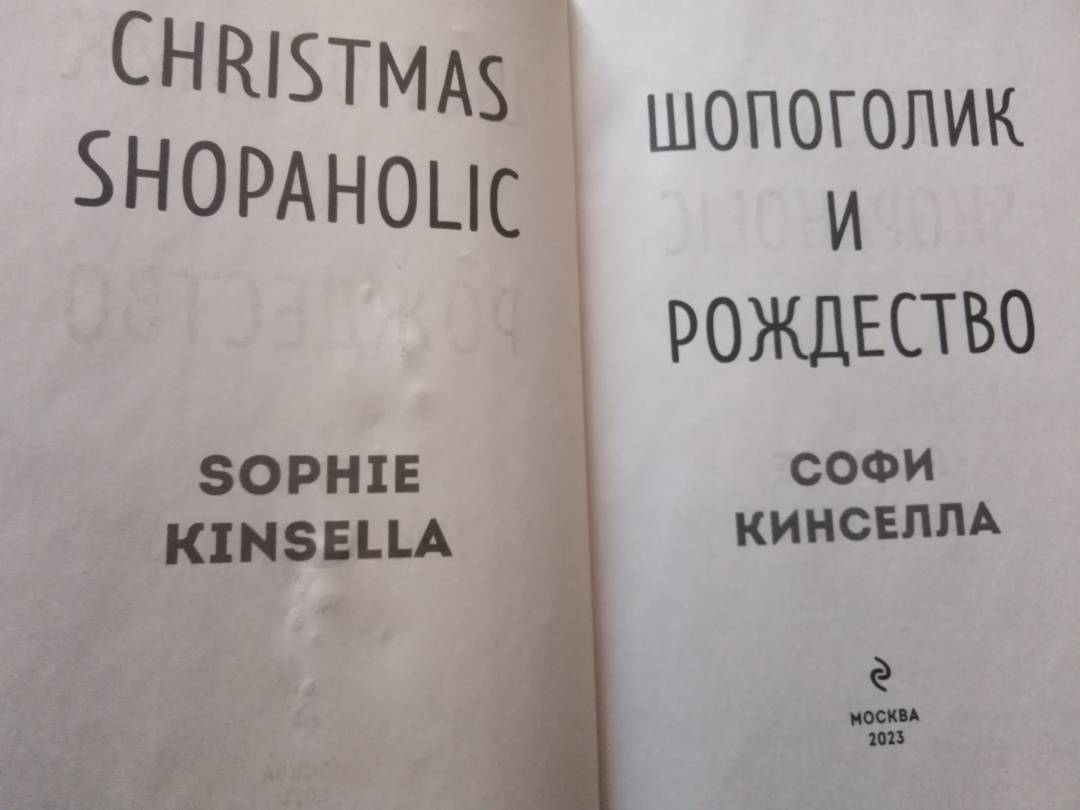 CHRISTMAS
SHOPAHOLIC
SOPHIE
KINSELLA
ШОПОГОЛИК
И
РОЖДЕСТВО
СОФИ
КИНСЕЛЛА
МОСКВА
2023